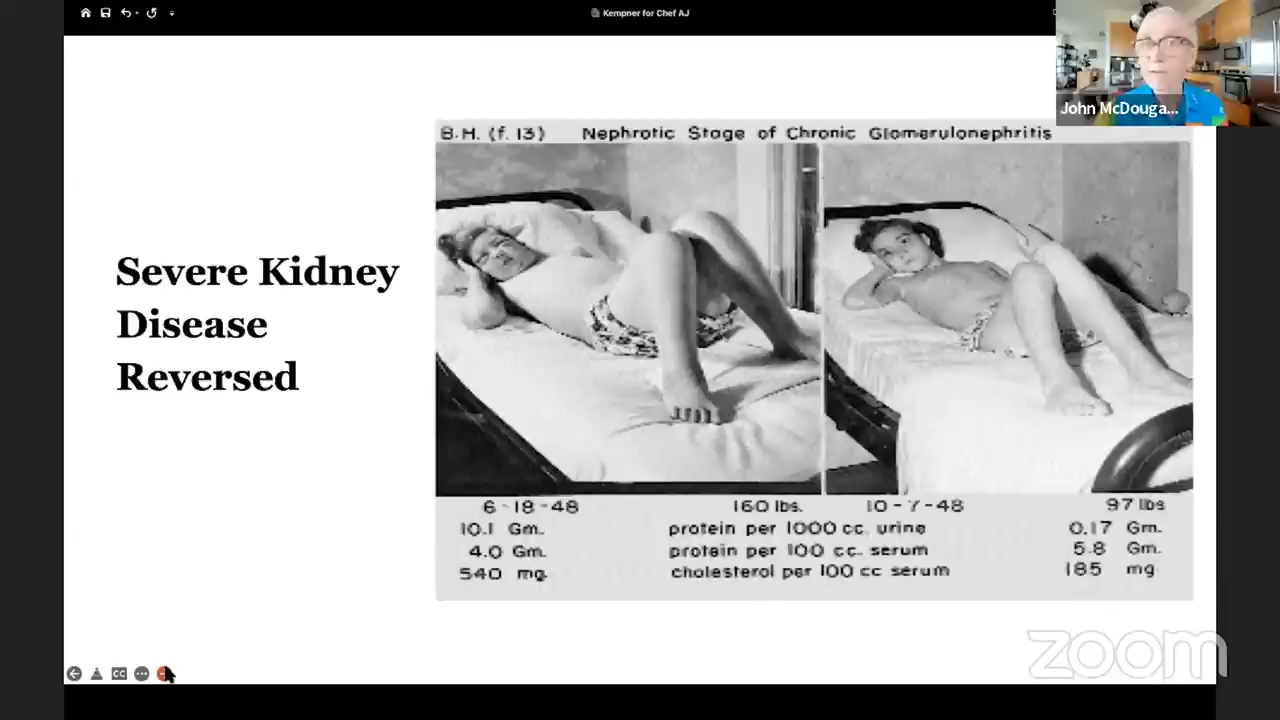 Kempner for Chef AJ
John McDouga...
B.H. (f. 13) Nephrotic Stage of Chronic Glomerulonephritis
Severe Kidney
Disease
Reversed
6-18-48 160 lbs. 10-7-48 97 lbs
10.1 Gm. protein per 1000 cc. urine 0.17 Gm.
4.0 Gm. protein per 100 cc. serum 5.8 Gm.
540 mg. cholesterol per 100 cc serum 185 mg
zoom
CC